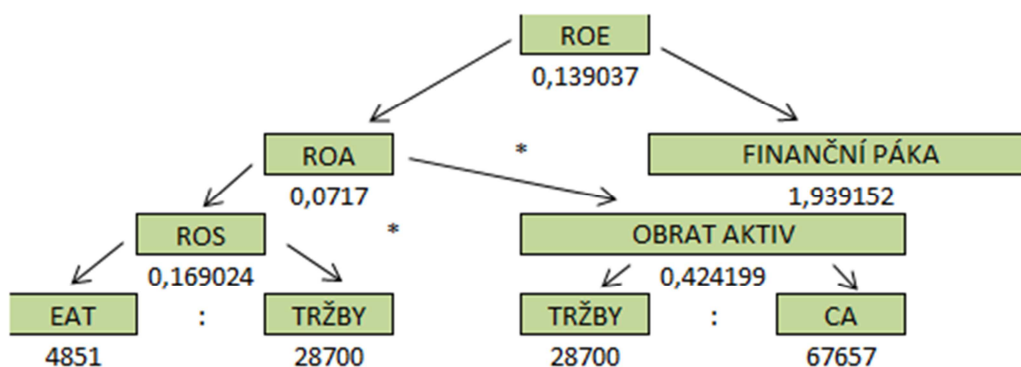 ROE
0,139037
ROA * FINANČNÍ PÁKA
0,0717 1,939152
ROS * OBRAT AKTIV
0,169024 0,424199
EAT : TRŽBY TRŽBY : CA
4851 28700 28700 67657